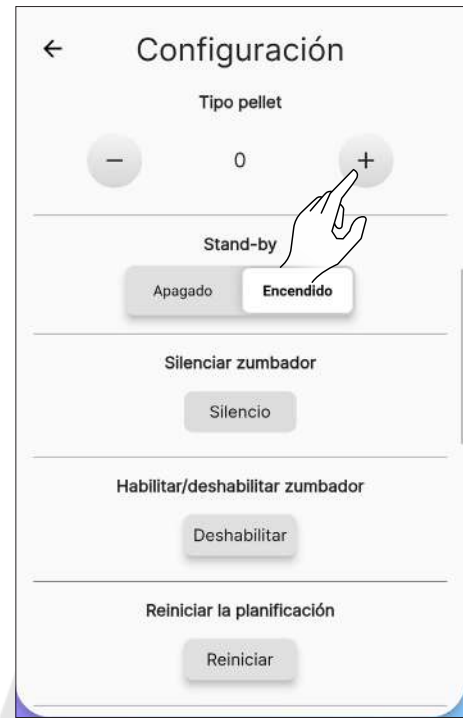 ← Configuración
Tipo pellet
− 0 +
Stand-by
Apagado Encendido
Silenciar zumbador
Silencio
Habilitar/deshabilitar zumbador
Deshabilitar
Reiniciar la planificación
Reiniciar